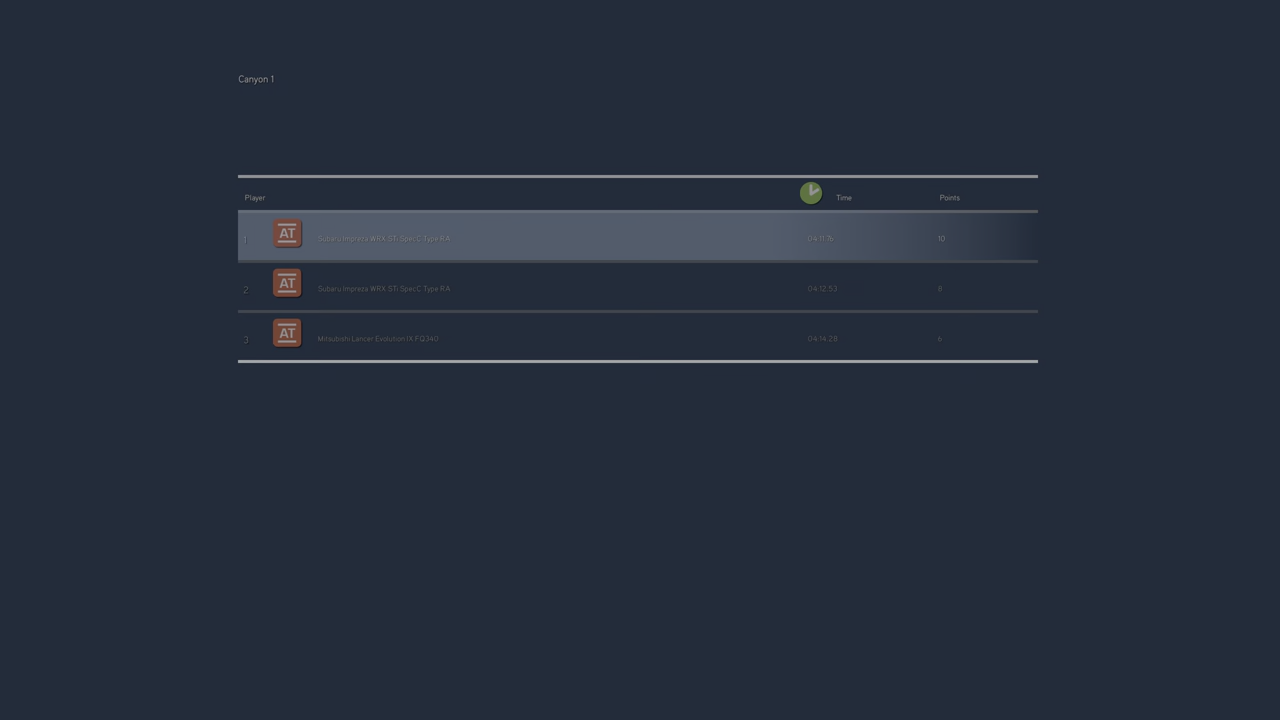 Canyon 1
Player Time Points
1 AT Subaru Impreza WRX STi SpecC Type RA 04:11.76 10
2 AT Subaru Impreza WRX STi SpecC Type RA 04:12.53 8
3 AT Mitsubishi Lancer Evolution IX FQ340 04:14.28 6